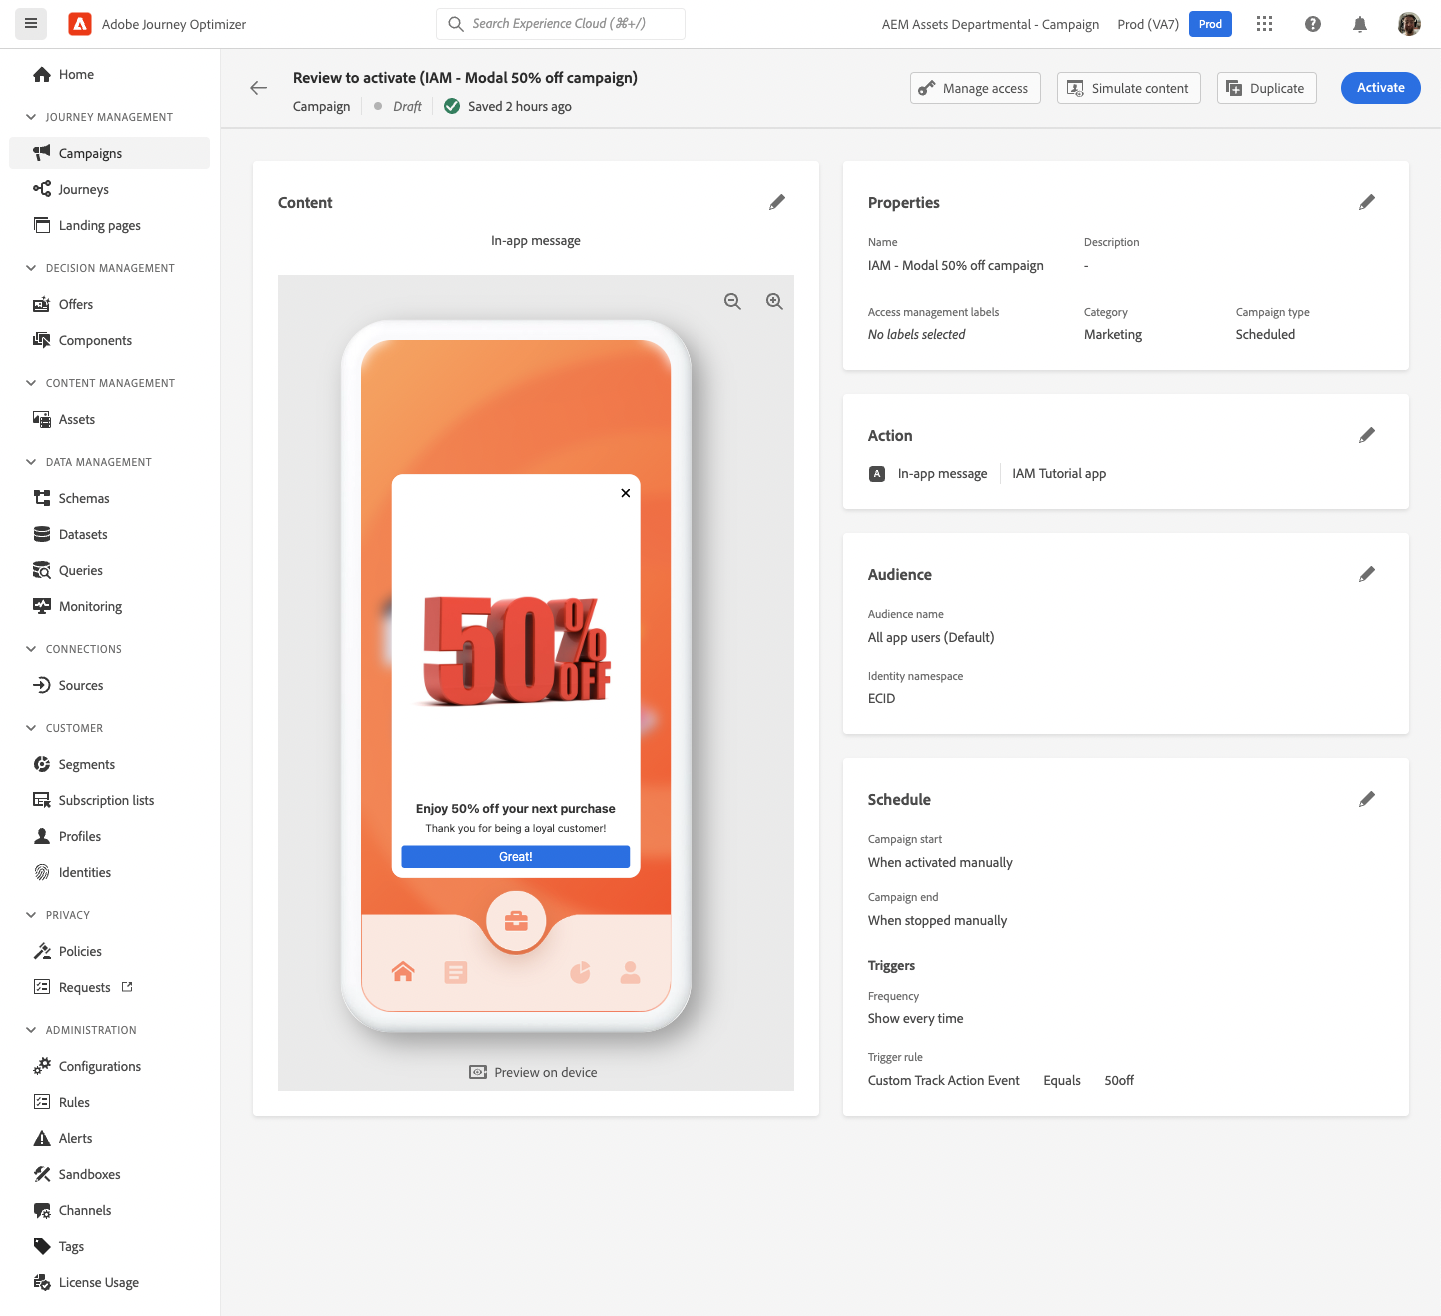 Adobe Journey Optimizer
Search Experience Cloud (⌘+/)
AEM Assets Departmental - Campaign
Prod (VA7)
Prod
Home
JOURNEY MANAGEMENT
Campaigns
Journeys
Landing pages
DECISION MANAGEMENT
Offers
Components
CONTENT MANAGEMENT
Assets
DATA MANAGEMENT
Schemas
Datasets
Queries
Monitoring
CONNECTIONS
Sources
CUSTOMER
Segments
Subscription lists
Profiles
Identities
PRIVACY
Policies
Requests
ADMINISTRATION
Configurations
Rules
Alerts
Sandboxes
Channels
Tags
License Usage
Review to activate (IAM - Modal 50% off campaign)
Campaign
Draft
Saved 2 hours ago
Manage access
Simulate content
Duplicate
Activate
Content
In-app message
50%
OFF
Enjoy 50% off your next purchase
Thank you for being a loyal customer!
Great!
Preview on device
Properties
Name
Description
IAM - Modal 50% off campaign
-
Access management labels
Category
Campaign type
No labels selected
Marketing
Scheduled
Action
A
In-app message
IAM Tutorial app
Audience
Audience name
All app users (Default)
Identity namespace
ECID
Schedule
Campaign start
When activated manually
Campaign end
When stopped manually
Triggers
Frequency
Show every time
Trigger rule
Custom Track Action Event Equals 50off